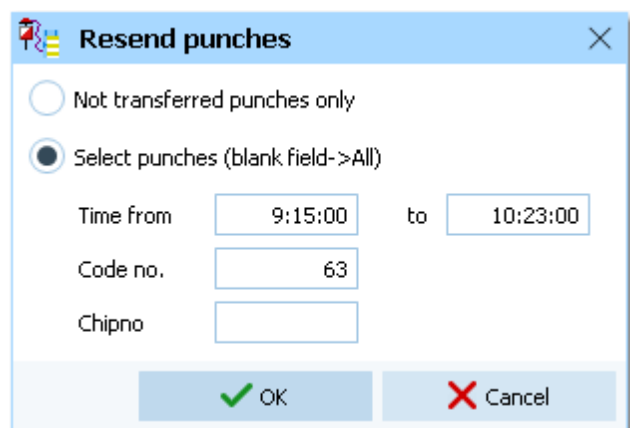 Resend punches
Not transferred punches only
Select punches (blank field->All)
Time from 9:15:00 to 10:23:00
Code no. 63
Chipno
OK Cancel